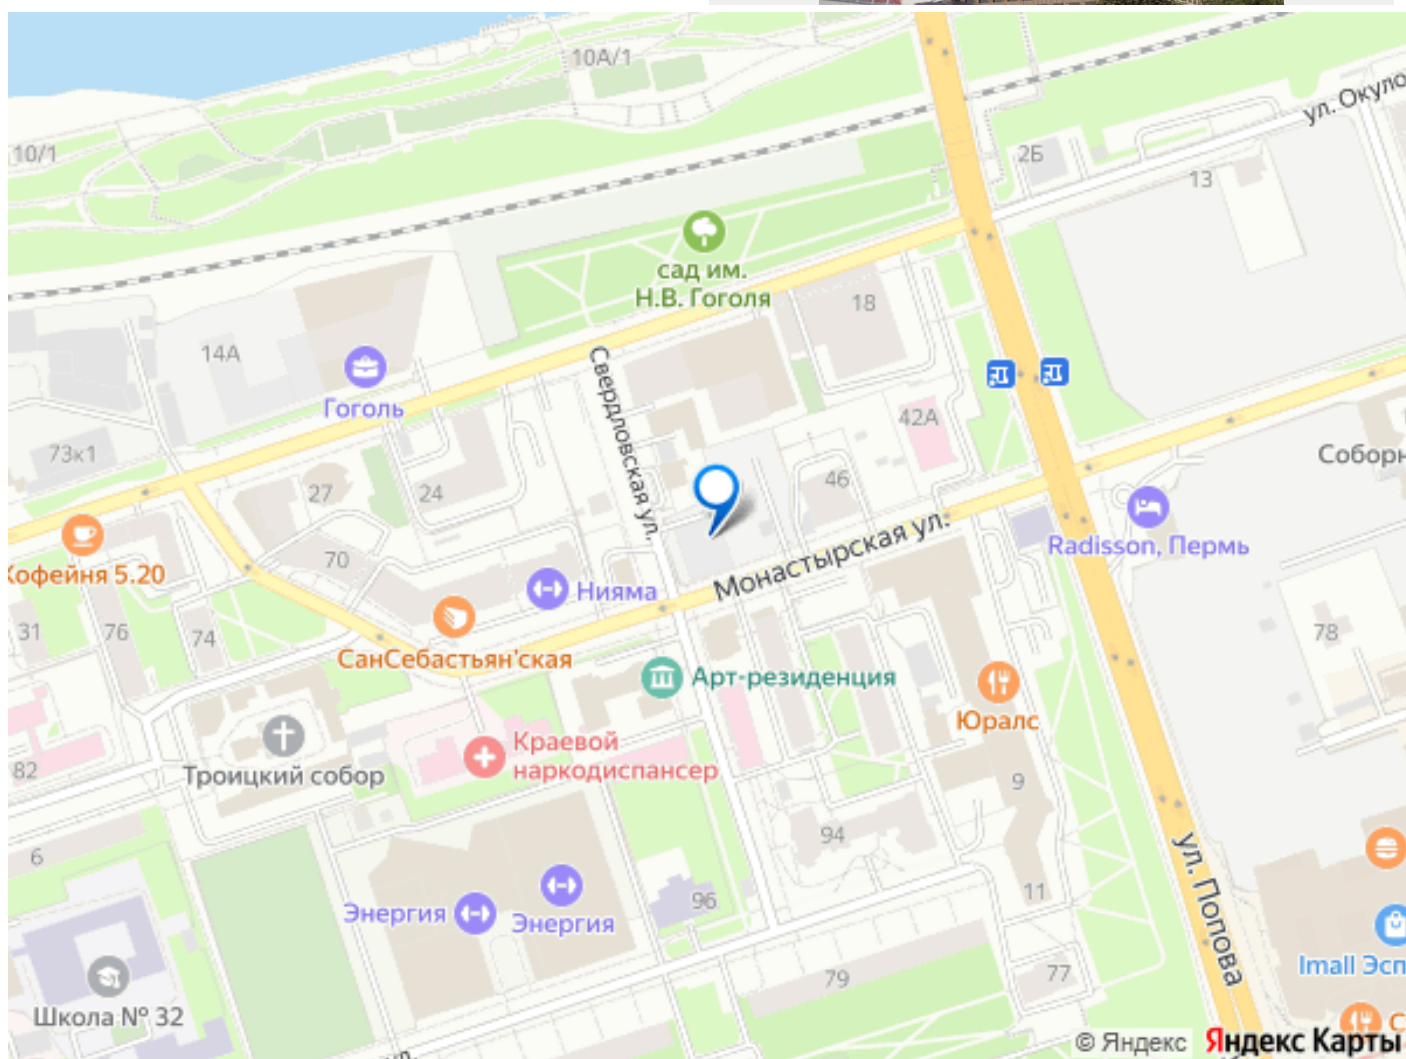 10А/1
ул. Окуло
10/1
2Б
13
сад им.
Н.В. Гоголя
18
14А
Свердловская ул.
Гоголь
42А
73к1
Соборн
27
24
46
Монастырская ул.
Radisson, Пермь
Кофейня 5.20
70
Нияма
31
76
74
78
СанСебастьян'ская
Арт-резиденция
Юралс
Краевой
наркодиспансер
Троицкий собор
82
9
94
6
ул. Попова
11
96
Энергия
Энергия
79
77
Imall Эсп
Школа № 32
С
ул.
© Яндекс
Яндекс Карты